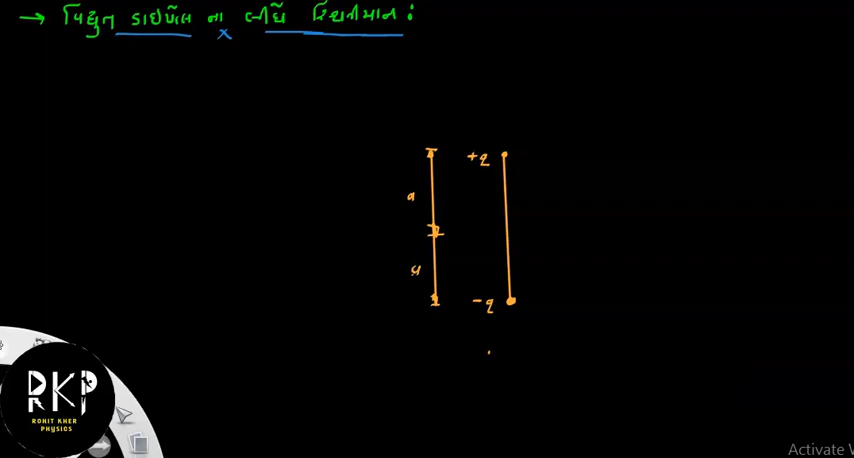 → વિદ્યુત ડાઇપોલ ના લીધે સ્થિતીમાન :
+q
a
a
-q
RKP
ROHIT KHER
PHYSICS
Activate W